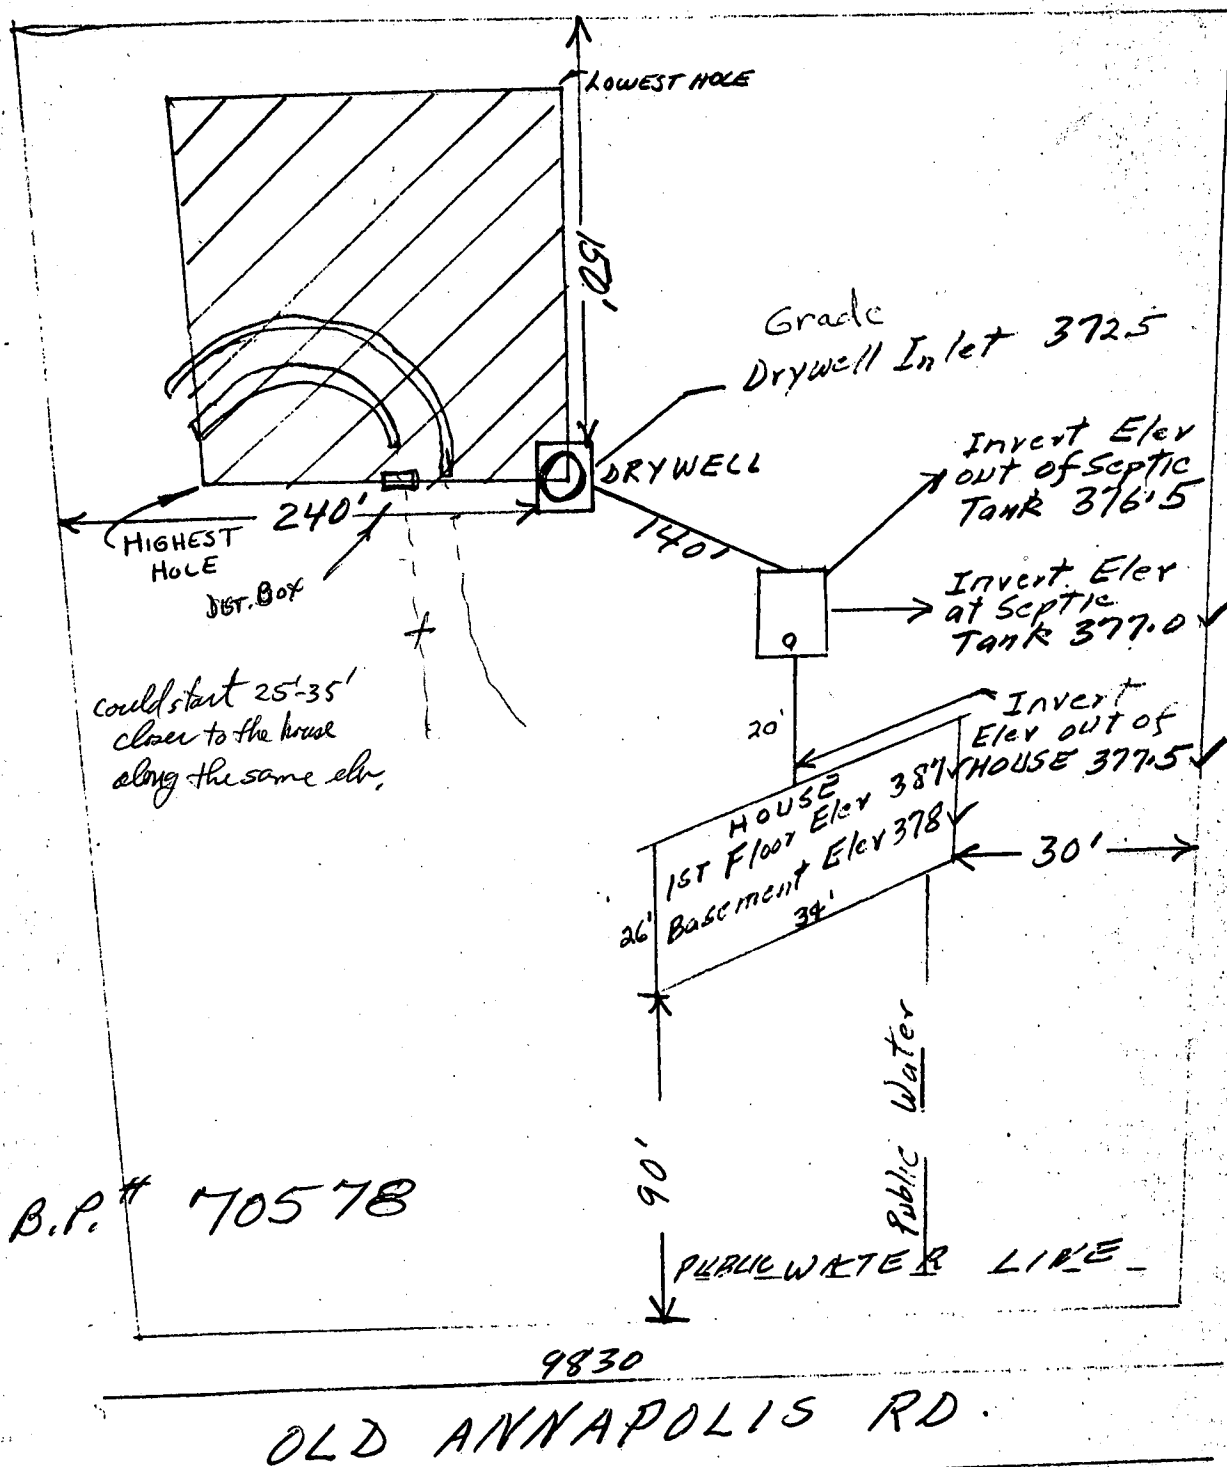 LOWEST HOLE
150'
Grade
Drywell Inlet 372.5
Invert Elev
out of Septic
Tank 376.5
DRYWELL
240'
140'
HIGHEST
HOLE
DIST. BOX
Invert Elev
at Septic
Tank 377.0 ✓
could start 25'-35'
closer to the house
along the same elv.
20'
Invert
Elev out of
HOUSE 377.5 ✓
HOUSE
1ST Floor Elev 387 ✓
Basement Elev 378 ✓
26'
34'
30'
Public Water
90'
B.P. # 70578
PUBLIC WATER LINE
9830
OLD ANNAPOLIS RD.